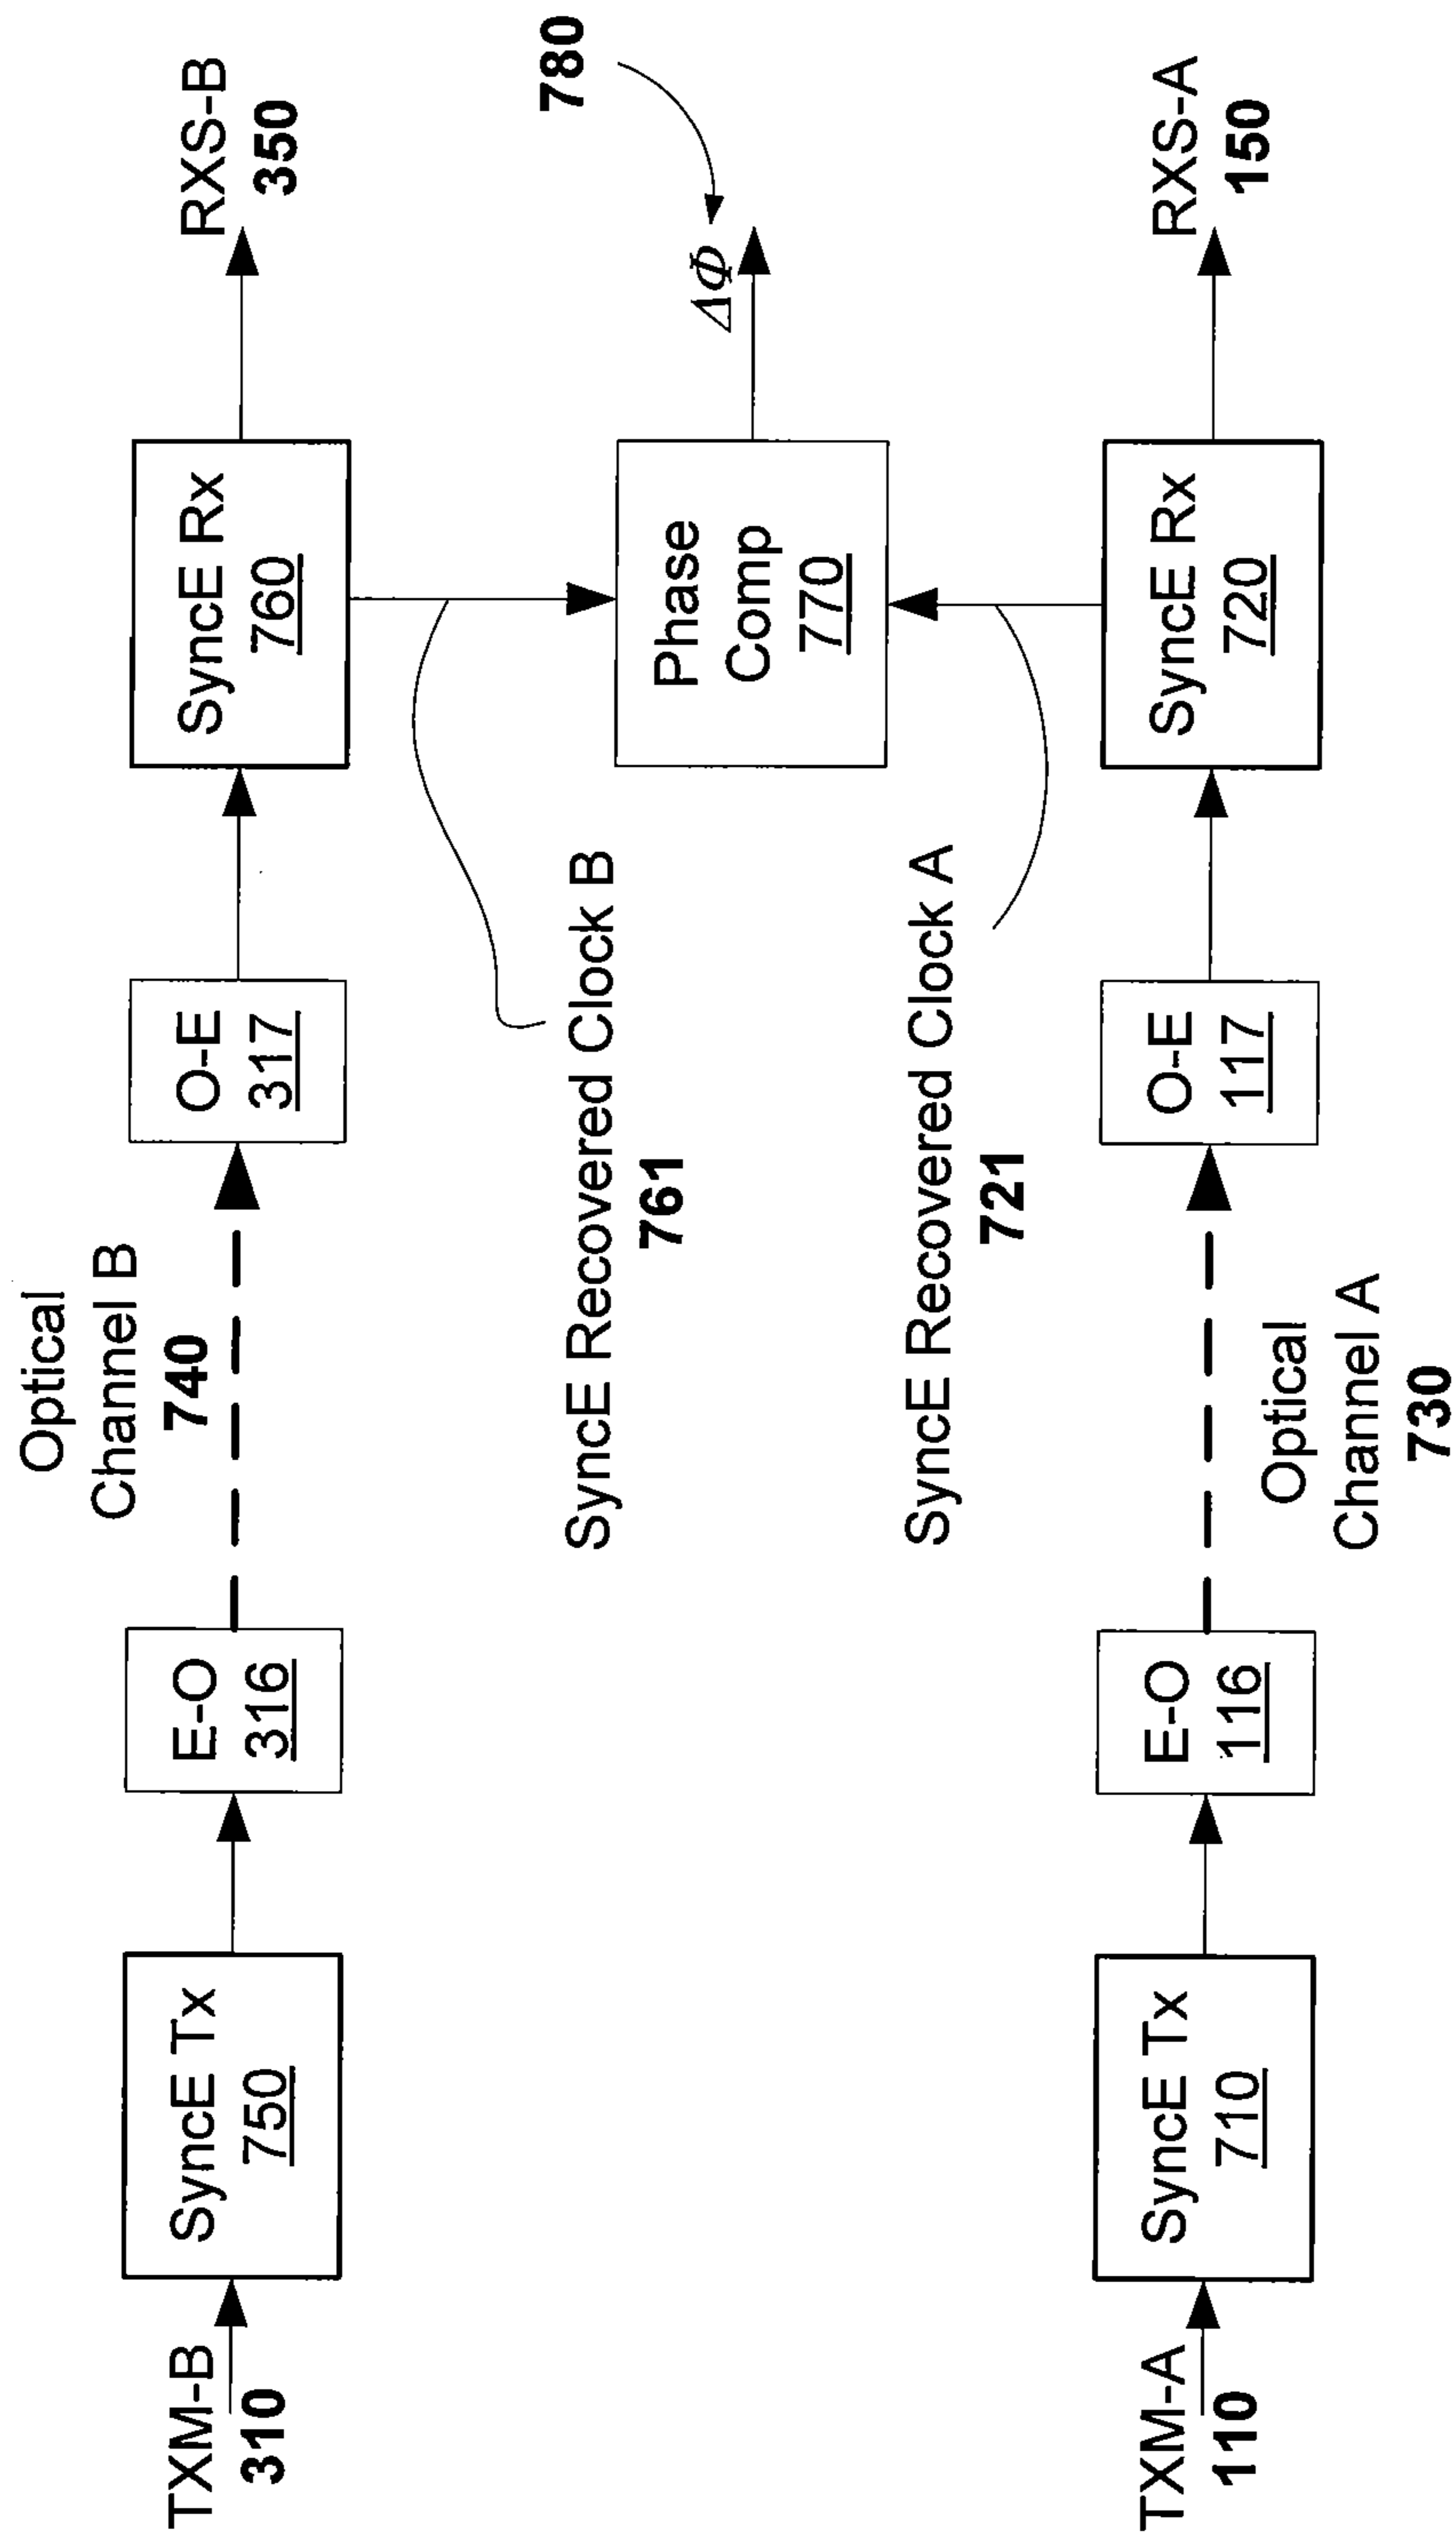 Optical
Channel B
740
TXM-B
310
SyncE Tx
750
E-O
316
O-E
317
SyncE Rx
760
RXS-B
350
SyncE Recovered Clock B
761
Phase
Comp
770
ΔΦ
780
SyncE Recovered Clock A
721
TXM-A
110
SyncE Tx
710
E-O
116
O-E
117
SyncE Rx
720
RXS-A
150
Optical
Channel A
730